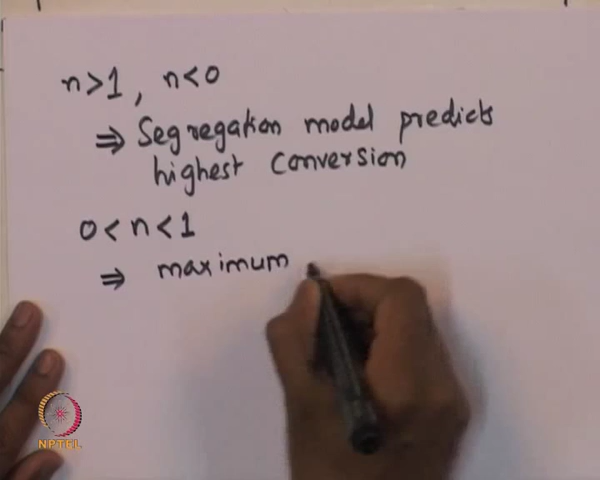 n>1, n<0
⇒ Segregation model predicts
highest conversion
0<n<1
⇒ maximum
NPTEL